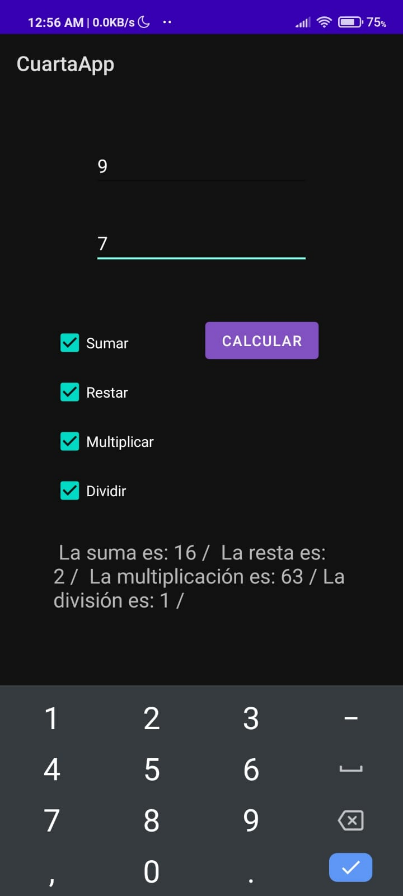 12:56 AM | 0.0KB/s 75%
CuartaApp
9
7
Sumar CALCULAR
Restar
Multiplicar
Dividir
La suma es: 16 / La resta es:
2 / La multiplicación es: 63 / La
división es: 1 /
1 2 3 -
4 5 6
7 8 9
, 0 .